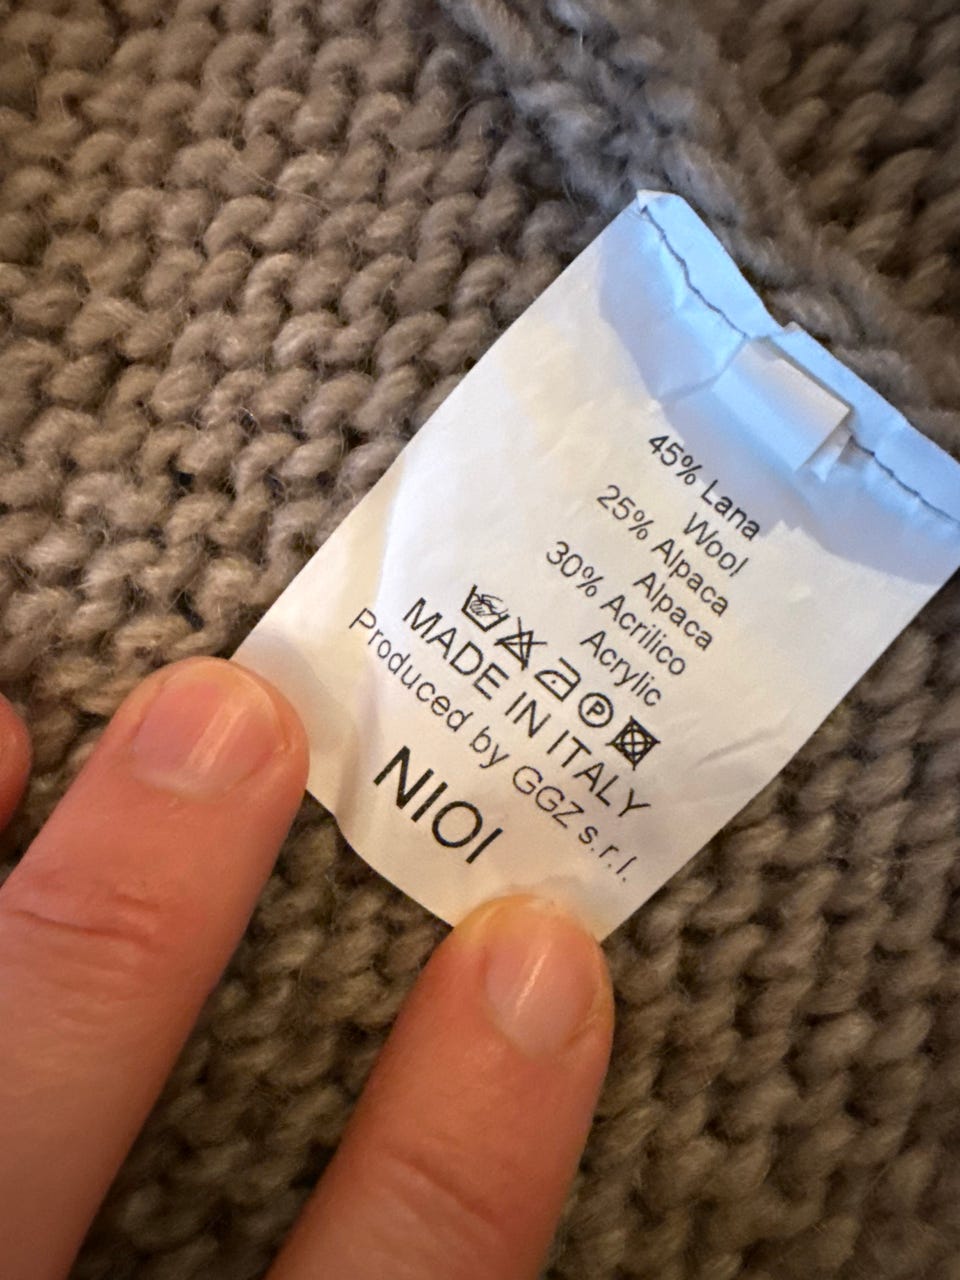 45% Lana
Wool
25% Alpaca
Alpaca
30% Acrilico
Acrylic
P
MADE IN ITALY
Produced by GGZ s.r.l.
NIOI